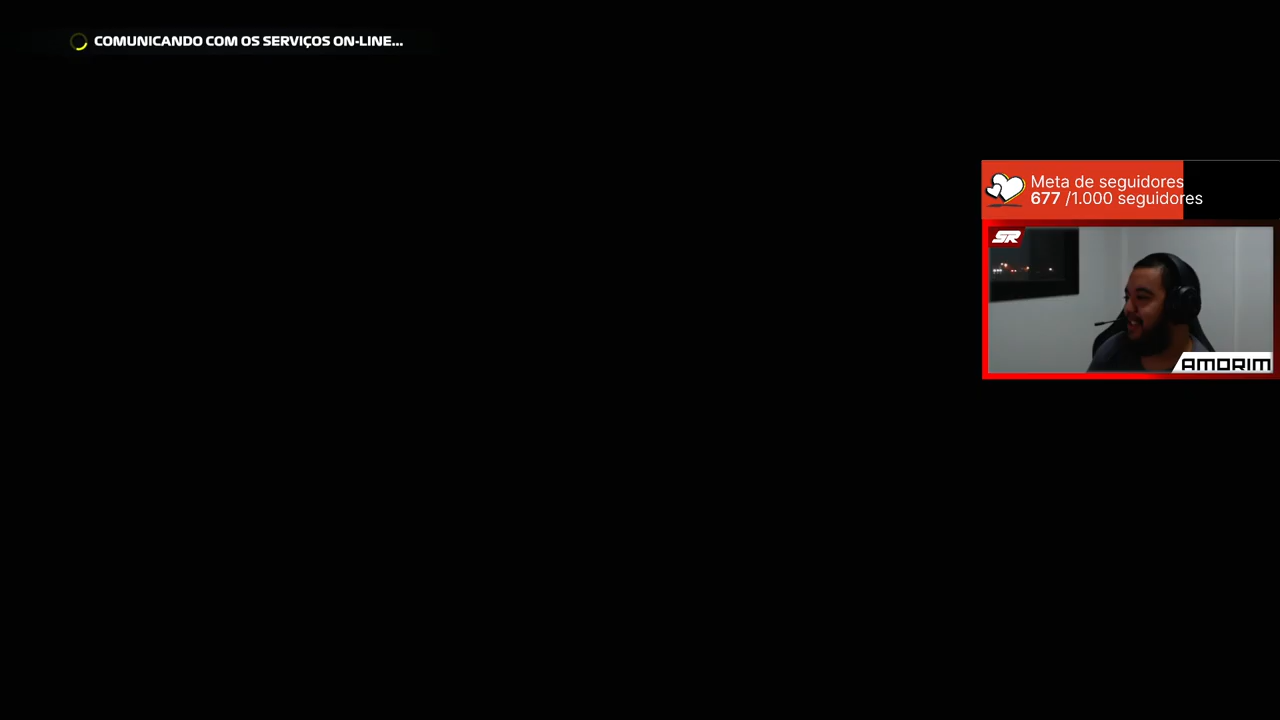 COMUNICANDO COM OS SERVIÇOS ON-LINE...
Meta de seguidores
677 /1.000 seguidores
SR
AMORIM